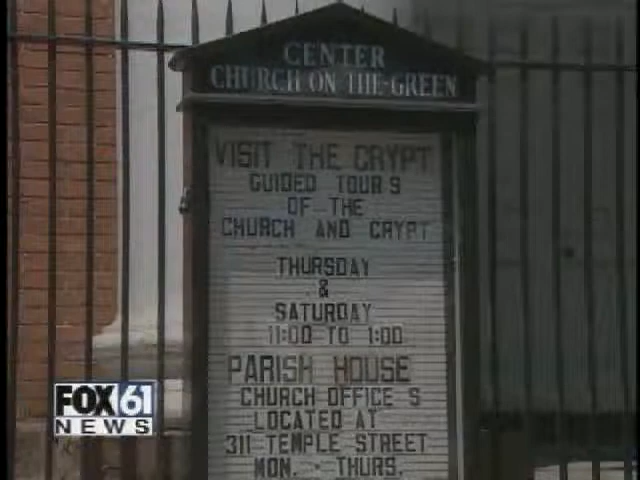 CENTER
CHURCH ON THE GREEN
VISIT THE CRYPT
GUIDED TOURS
OF THE
CHURCH AND CRYPT
THURSDAY
&
SATURDAY
11:00 TO 1:00
PARISH HOUSE
CHURCH OFFICES
LOCATED AT
311 TEMPLE STREET
MON. - THURS.
FOX 61
NEWS